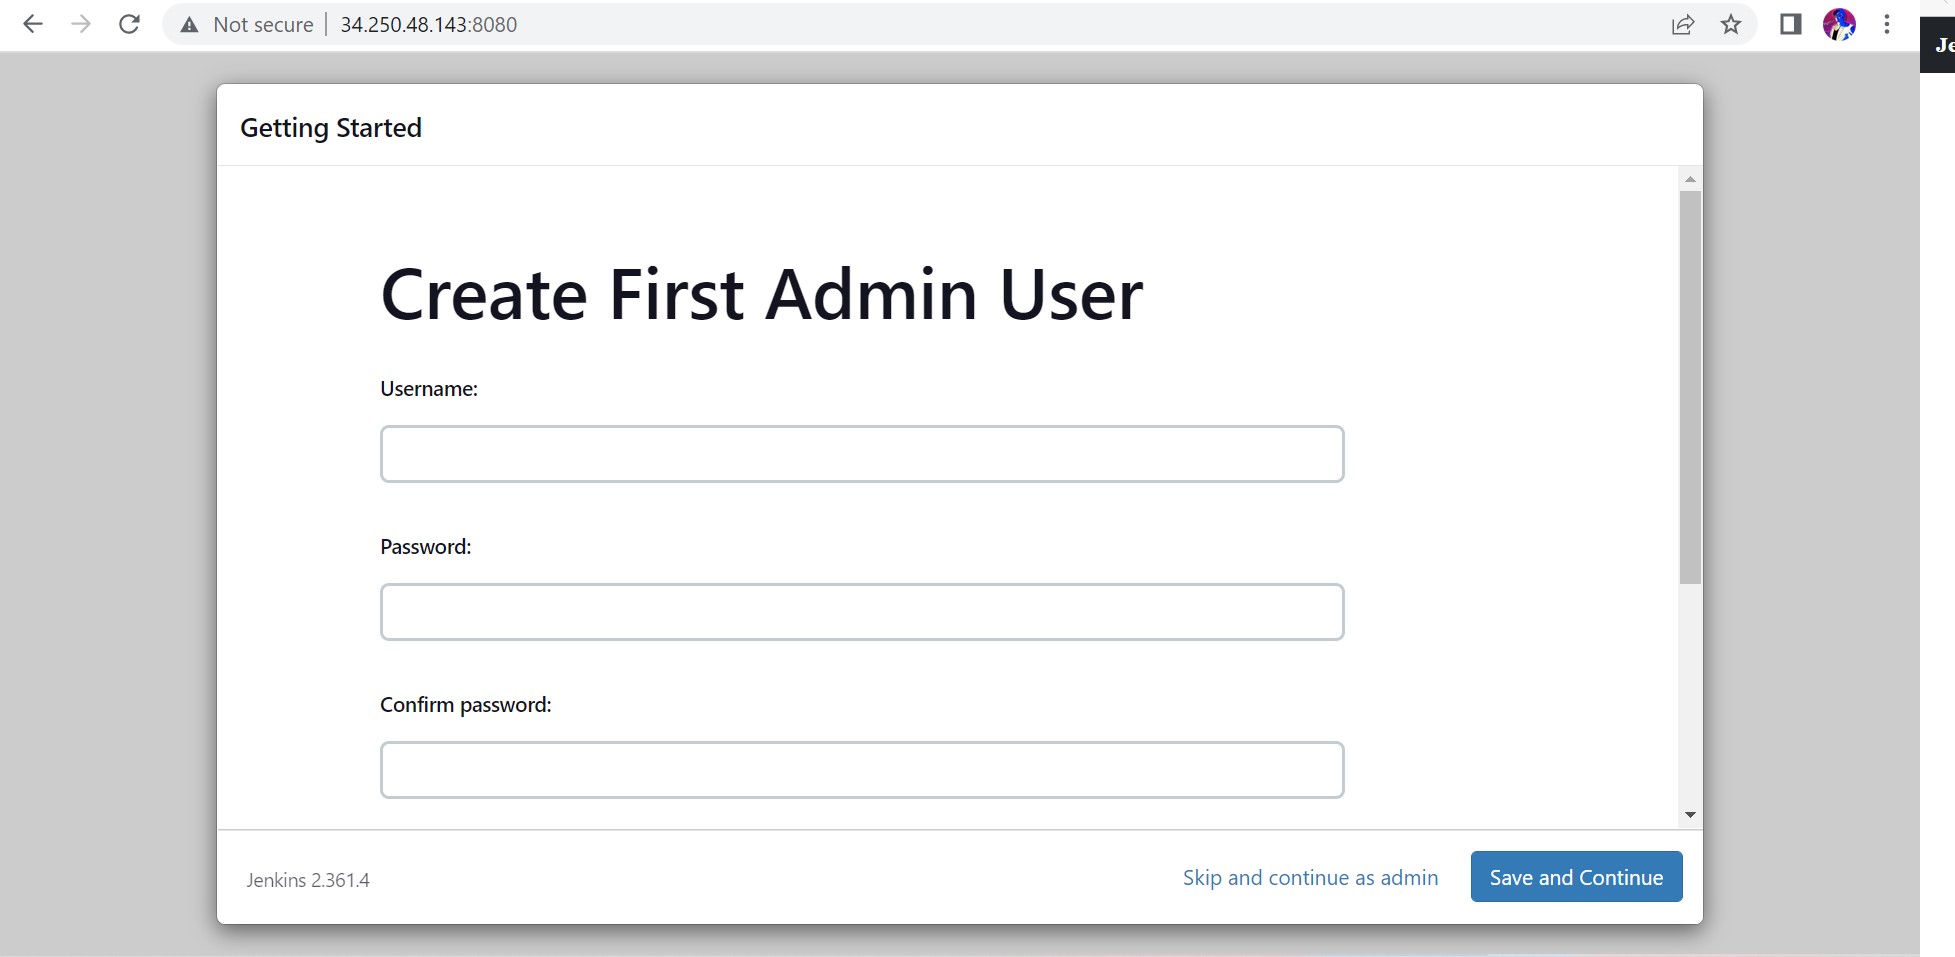 Not secure | 34.250.48.143:8080
Je
Getting Started
Create First Admin User
Username:
Password:
Confirm password:
Jenkins 2.361.4
Skip and continue as admin
Save and Continue